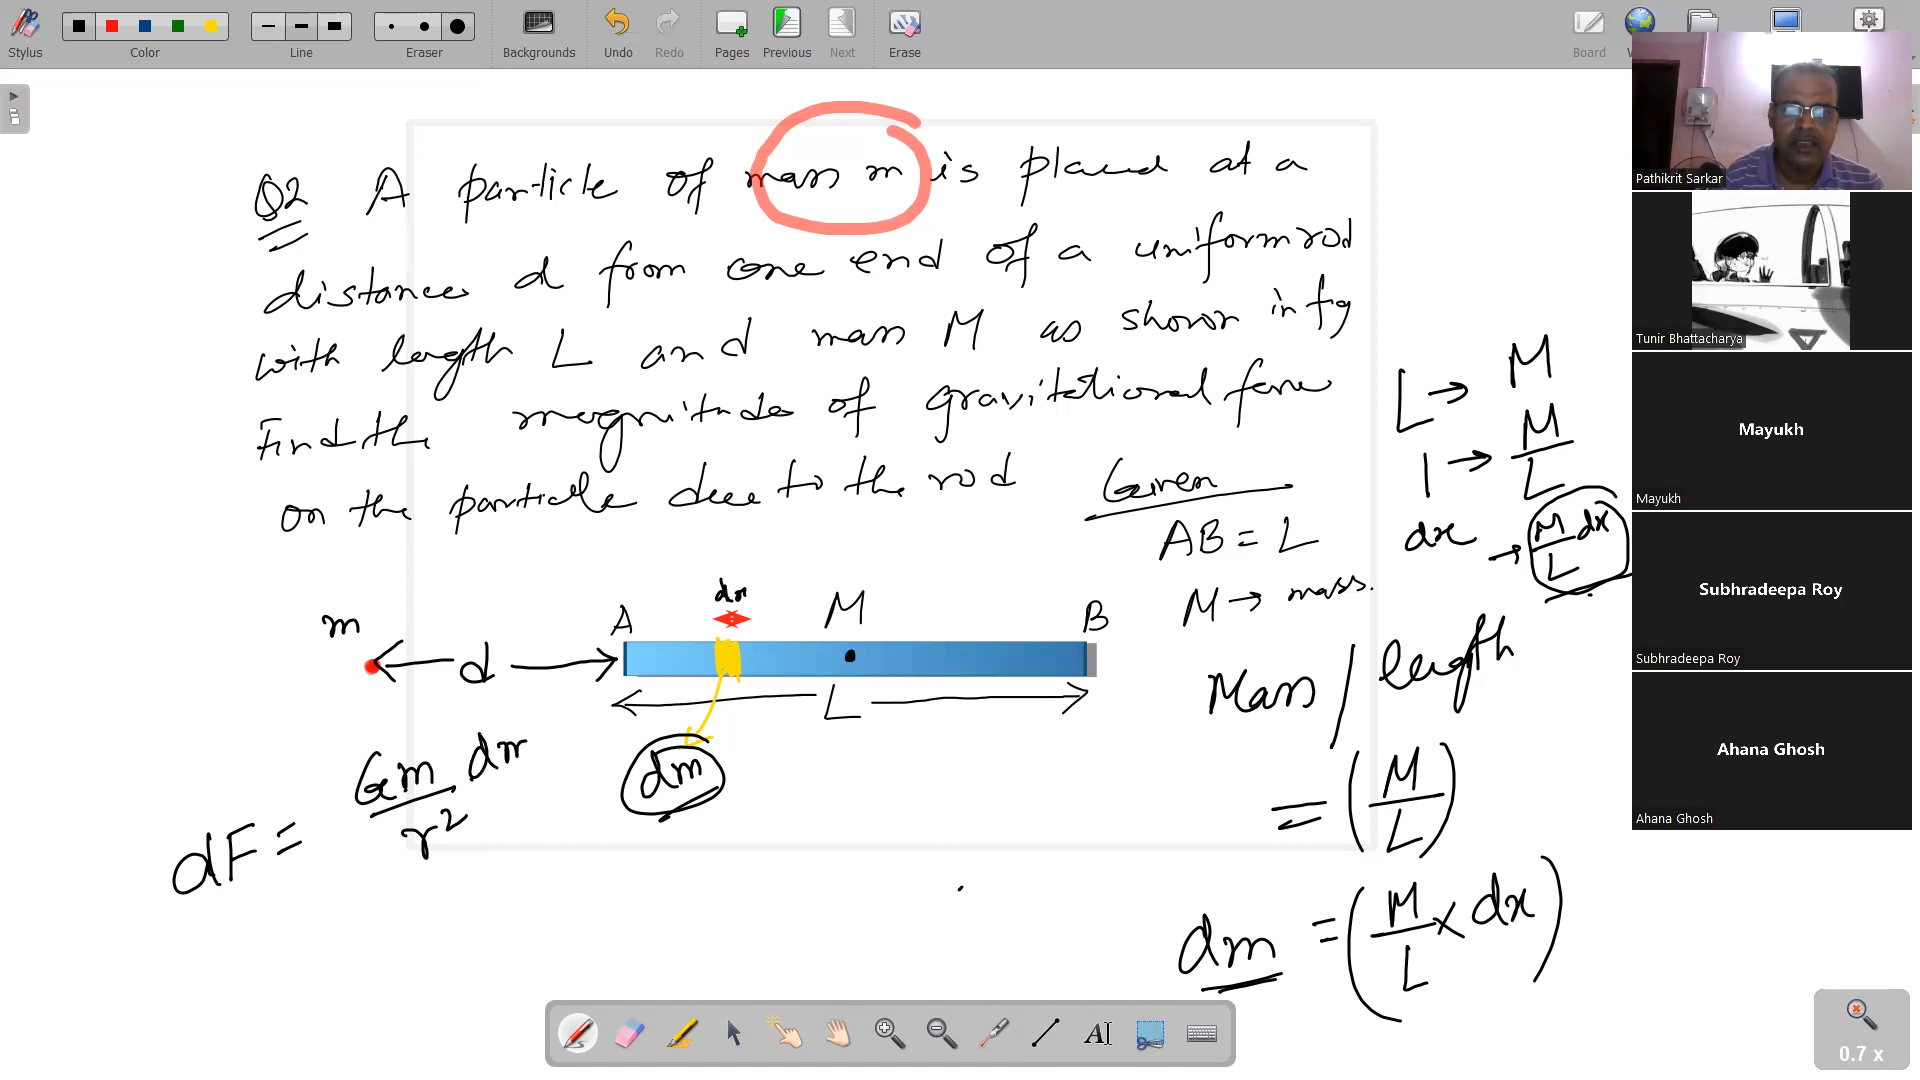 Stylus
Color
Line
Eraser
Backgrounds
Undo
Redo
Pages
Previous
Next
Erase
Board
Q2 A particle of mass m is placed at a
distance d from one end of a uniform rod
with length L and mass M as shown in fig
Find the magnitude of gravitational force
on the particle due to the rod
Given
AB = L
M → mass.
L → M
1 → M/L
dx → M/L dx
m
d
A
dx
M
B
L
dm
dF = Gm dm / r²
Mass / length
= (M/L)
dm = (M/L × dx)
Pathikrit Sarkar
Tunir Bhattacharya
Mayukh
Mayukh
Subhradeepa Roy
Subhradeepa Roy
Ahana Ghosh
Ahana Ghosh
0.7 x